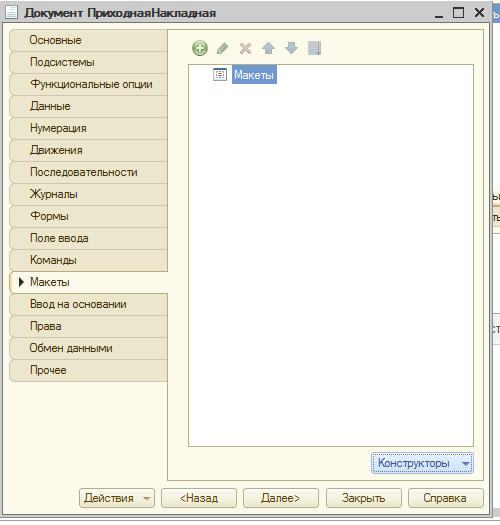 Документ ПриходнаяНакладная
Основные
Подсистемы
Функциональные опции
Данные
Нумерация
Движения
Последовательности
Журналы
Формы
Поле ввода
Команды
Макеты
Ввод на основании
Права
Обмен данными
Прочее
Макеты
Конструкторы
Действия
<Назад
Далее>
Закрыть
Справка